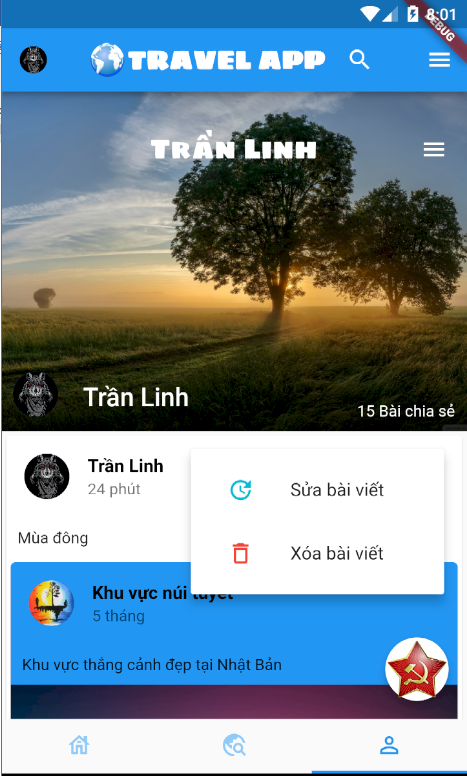 8:01
DEBUG
TRAVEL APP
Trần Linh
Trần Linh
15 Bài chia sẻ
Trần Linh
24 phút
Sửa bài viết
Xóa bài viết
Mùa đông
Khu vực núi tuyết
5 tháng
Khu vực thắng cảnh đẹp tại Nhật Bản